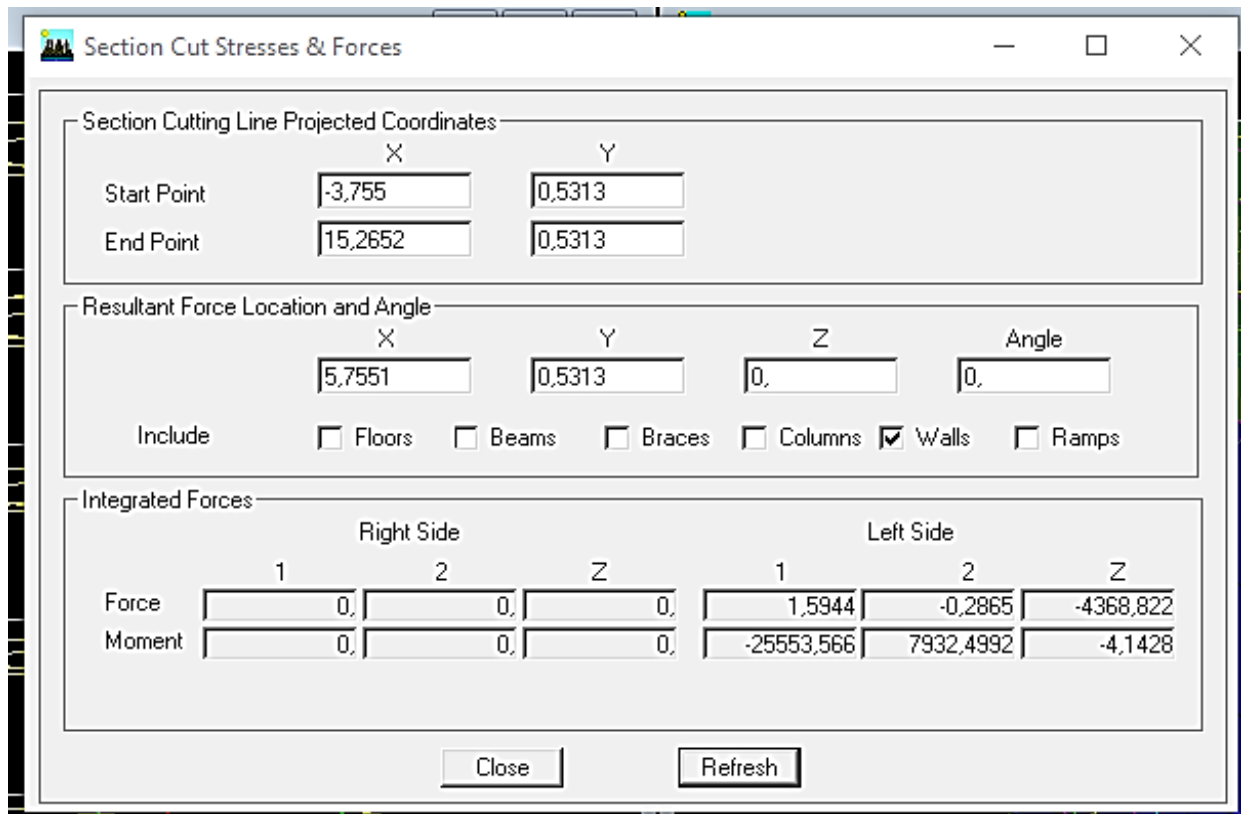 Section Cut Stresses & Forces
Section Cutting Line Projected Coordinates
X Y
Start Point -3,755 0,5313
End Point 15,2652 0,5313
Resultant Force Location and Angle
X Y Z Angle
5,7551 0,5313 0, 0,
Include Floors Beams Braces Columns Walls Ramps
Integrated Forces
Right Side Left Side
1 2 Z 1 2 Z
Force 0, 0, 0, 1,5944 -0,2865 -4368,822
Moment 0, 0, 0, -25553,566 7932,4992 -4,1428
Close Refresh